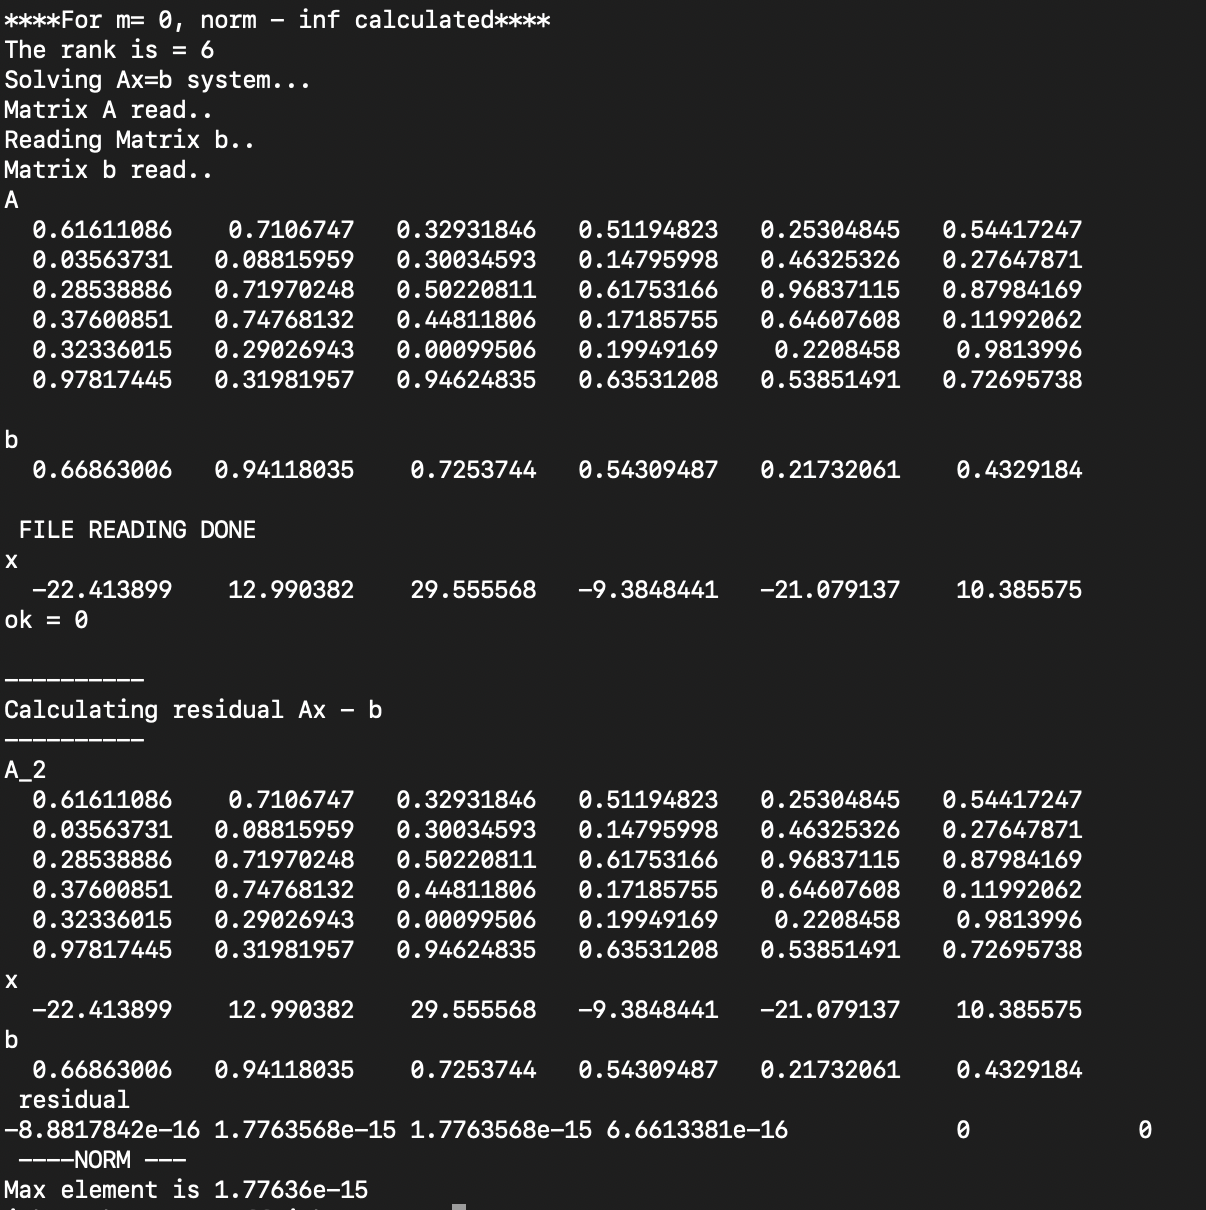 ****For m= 0, norm - inf calculated****
The rank is = 6
Solving Ax=b system...
Matrix A read..
Reading Matrix b..
Matrix b read..
A
0.61611086 0.7106747 0.32931846 0.51194823 0.25304845 0.54417247
0.03563731 0.08815959 0.30034593 0.14795998 0.46325326 0.27647871
0.28538886 0.71970248 0.50220811 0.61753166 0.96837115 0.87984169
0.37600851 0.74768132 0.44811806 0.17185755 0.64607608 0.11992062
0.32336015 0.29026943 0.00099506 0.19949169 0.2208458 0.9813996
0.97817445 0.31981957 0.94624835 0.63531208 0.53851491 0.72695738
b
0.66863006 0.94118035 0.7253744 0.54309487 0.21732061 0.4329184
FILE READING DONE
x
-22.413899 12.990382 29.555568 -9.3848441 -21.079137 10.385575
ok = 0
----------
Calculating residual Ax - b
----------
A_2
0.61611086 0.7106747 0.32931846 0.51194823 0.25304845 0.54417247
0.03563731 0.08815959 0.30034593 0.14795998 0.46325326 0.27647871
0.28538886 0.71970248 0.50220811 0.61753166 0.96837115 0.87984169
0.37600851 0.74768132 0.44811806 0.17185755 0.64607608 0.11992062
0.32336015 0.29026943 0.00099506 0.19949169 0.2208458 0.9813996
0.97817445 0.31981957 0.94624835 0.63531208 0.53851491 0.72695738
x
-22.413899 12.990382 29.555568 -9.3848441 -21.079137 10.385575
b
0.66863006 0.94118035 0.7253744 0.54309487 0.21732061 0.4329184
residual
-8.8817842e-16 1.7763568e-15 1.7763568e-15 6.6613381e-16 0 0
----NORM ---
Max element is 1.77636e-15